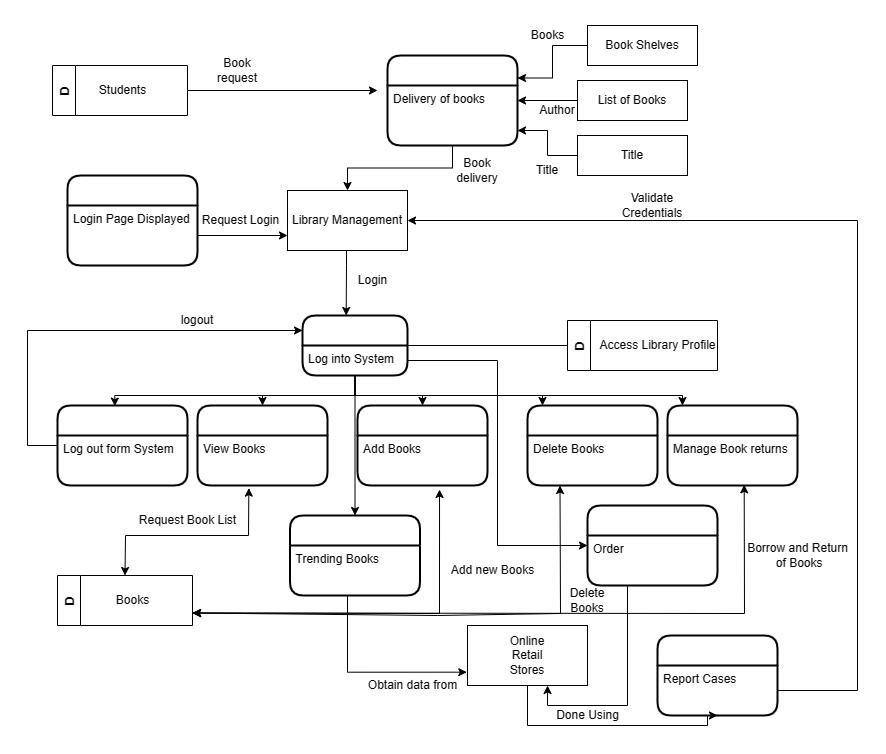 Books
Book Shelves
Book
request
D
Students
Delivery of books
List of Books
Author
Title
Title
Book
delivery
Validate
Credentials
Login Page Displayed
Request Login
Library Management
Login
logout
D
Access Library Profile
Log into System
Log out form System
View Books
Add Books
Delete Books
Manage Book returns
Request Book List
Trending Books
Order
Borrow and Return
of Books
Add new Books
D
Books
Delete
Books
Online
Retail
Stores
Report Cases
Obtain data from
Done Using